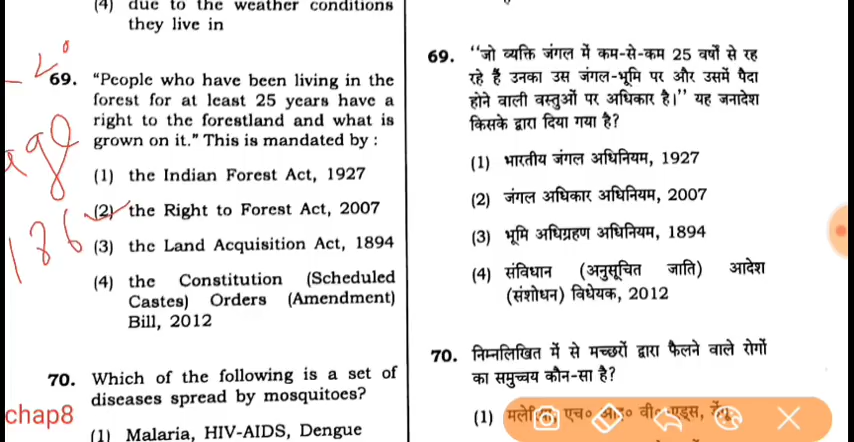 (4) due to the weather conditions
they live in
69. "People who have been living in the
forest for at least 25 years have a
right to the forestland and what is
grown on it." This is mandated by :
(1) the Indian Forest Act, 1927
(2) the Right to Forest Act, 2007
(3) the Land Acquisition Act, 1894
(4) the Constitution (Scheduled
Castes) Orders (Amendment)
Bill, 2012
70. Which of the following is a set of
diseases spread by mosquitoes?
(1) Malaria, HIV-AIDS, Dengue
186
chap8
69. "जो व्यक्ति जंगल में कम-से-कम 25 वर्षों से रह
रहे हैं उनका उस जंगल-भूमि पर और उसमें पैदा
होने वाली वस्तुओं पर अधिकार है।" यह जनादेश
किसके द्वारा दिया गया है?
(1) भारतीय जंगल अधिनियम, 1927
(2) जंगल अधिकार अधिनियम, 2007
(3) भूमि अधिग्रहण अधिनियम, 1894
(4) संविधान (अनुसूचित जाति) आदेश
(संशोधन) विधेयक, 2012
70. निम्नलिखित में से मच्छरों द्वारा फैलने वाले रोगों
का समुच्चय कौन-सा है?
(1) मलेरिया, एच० आइ० वी०-एड्स, डेंगू